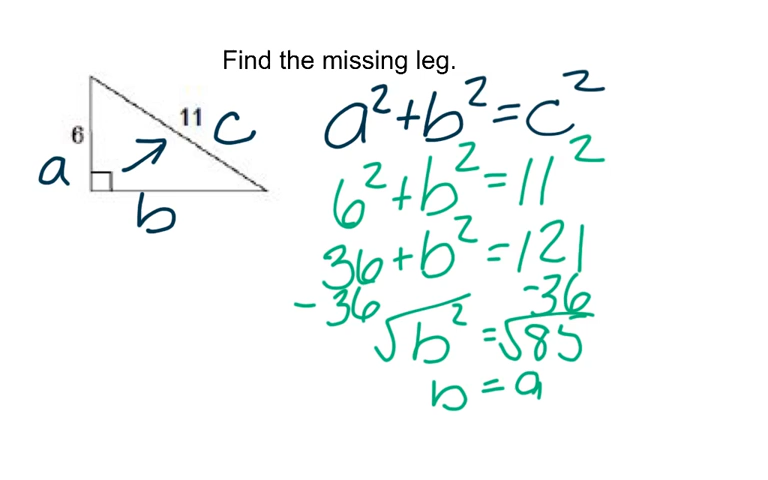 Find the missing leg.
6
11 c
a
b
a²+b²=c²
6²+b²=11²
36+b²=121
-36 -36
√b²=√85
b=